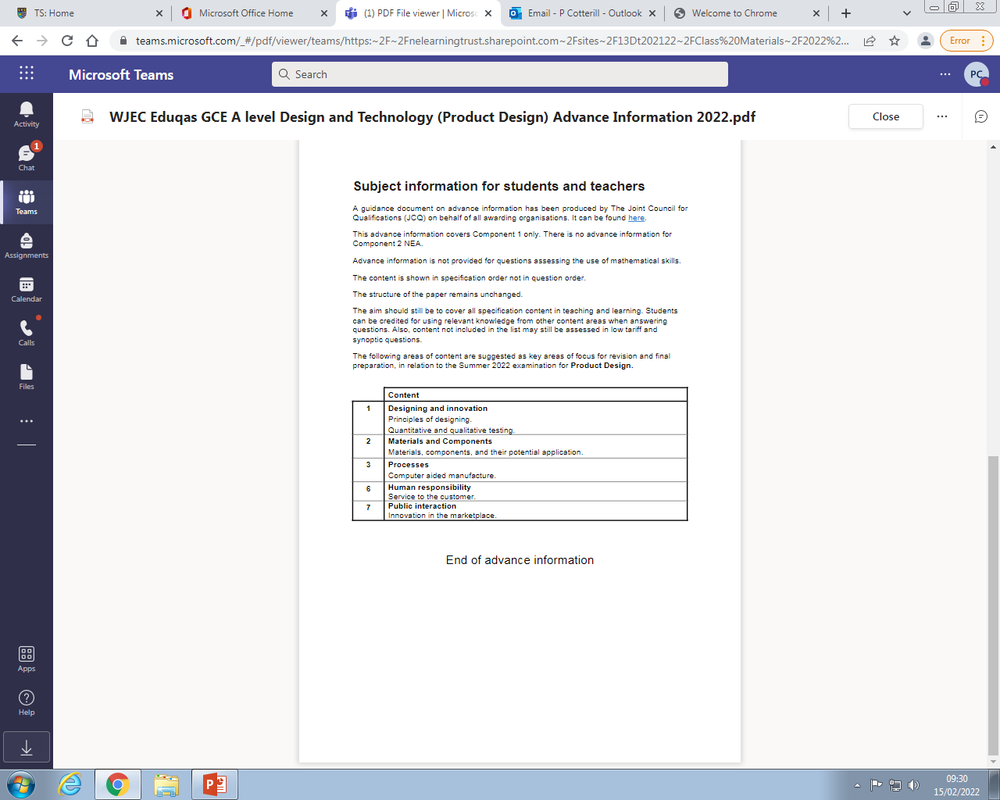 TS: Home
Microsoft Office Home
(1) PDF File viewer | Microsc
Email - P Cotterill - Outlook
Welcome to Chrome
teams.microsoft.com/_#/pdf/viewer/teams/https:~2F~2Fnelearningtrust.sharepoint.com~2Fsites~2F13Dt202122~2FClass%20Materials~2F2022%2...
Error
Microsoft Teams
Search
PC
Activity
1
Chat
Teams
Assignments
Calendar
Calls
Files
Apps
Help
WJEC Eduqas GCE A level Design and Technology (Product Design) Advance Information 2022.pdf
Close
Subject information for students and teachers
A guidance document on advance information has been produced by The Joint Council for
Qualifications (JCQ) on behalf of all awarding organisations. It can be found here.
This advance information covers Component 1 only. There is no advance information for
Component 2 NEA.
Advance information is not provided for questions assessing the use of mathematical skills.
The content is shown in specification order not in question order.
The structure of the paper remains unchanged.
The aim should still be to cover all specification content in teaching and learning. Students
can be credited for using relevant knowledge from other content areas when answering
questions. Also, content not included in the list may still be assessed in low tariff and
synoptic questions.
The following areas of content are suggested as key areas of focus for revision and final
preparation, in relation to the Summer 2022 examination for Product Design.
Content
1 Designing and innovation
Principles of designing.
Quantitative and qualitative testing.
2 Materials and Components
Materials, components, and their potential application.
3 Processes
Computer aided manufacture.
6 Human responsibility
Service to the customer.
7 Public interaction
Innovation in the marketplace.
End of advance information
09:30
15/02/2022